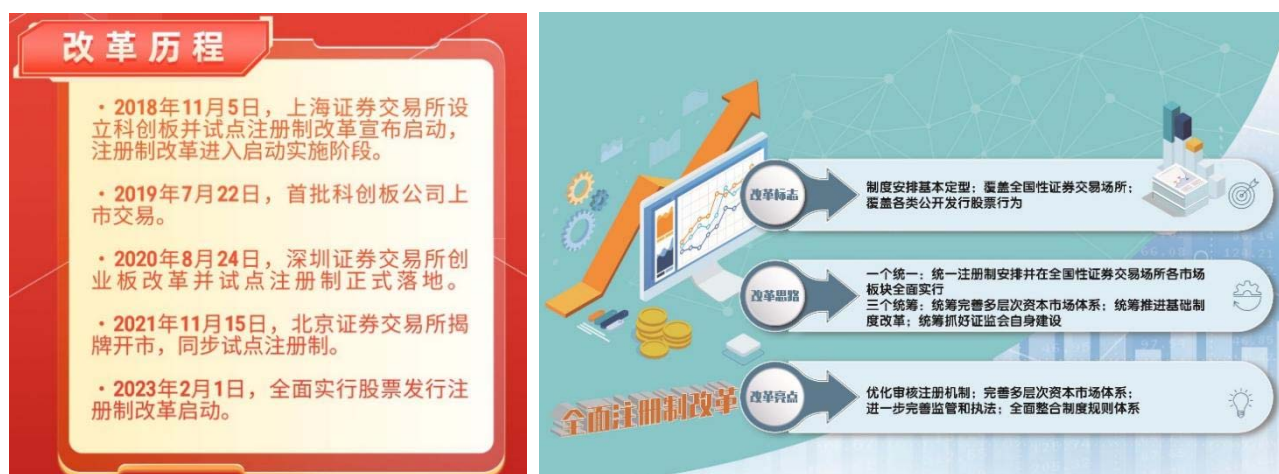 改革历程
·2018年11月5日，上海证券交易所设
立科创板并试点注册制改革宣布启动，
注册制改革进入启动实施阶段。
·2019年7月22日，首批科创板公司上
市交易。
·2020年8月24日，深圳证券交易所创
业板改革并试点注册制正式落地。
·2021年11月15日，北京证券交易所揭
牌开市，同步试点注册制。
·2023年2月1日，全面实行股票发行注
册制改革启动。
改革标志
制度安排基本定型；覆盖全国性证券交易场所；
覆盖各类公开发行股票行为
改革思路
一个统一：统一注册制安排并在全国性证券交易场所各市场
板块全面实行
三个统筹：统筹完善多层次资本市场体系；统筹推进基础制
度改革；统筹抓好证监会自身建设
全面注册制改革
改革亮点
优化审核注册机制；完善多层次资本市场体系；
进一步完善监管和执法；全面整合制度规则体系